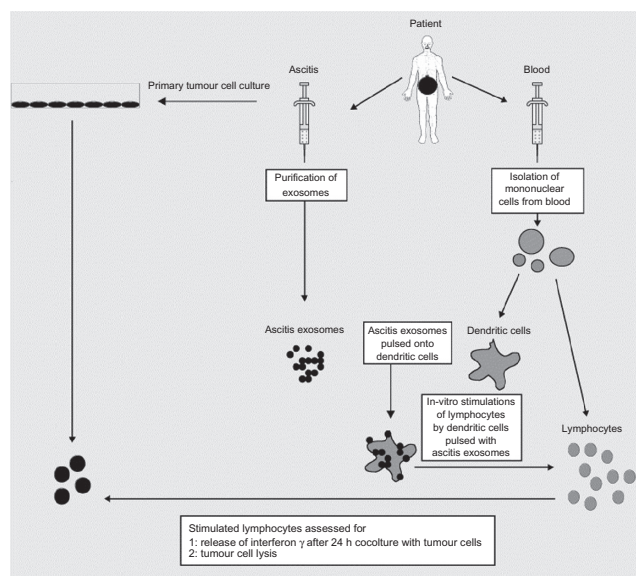 Patient
Ascitis
Blood
Primary tumour cell culture
Purification of
exosomes
Isolation of
mononuclear
cells from blood
Ascitis exosomes
Ascitis exosomes
pulsed onto
dendritic cells
Dendritic cells
In-vitro stimulations
of lymphocytes
by dendritic cells
pulsed with
ascitis exosomes
Lymphocytes
Stimulated lymphocytes assessed for
1: release of interferon γ after 24 h cocolture with tumour cells
2: tumour cell lysis